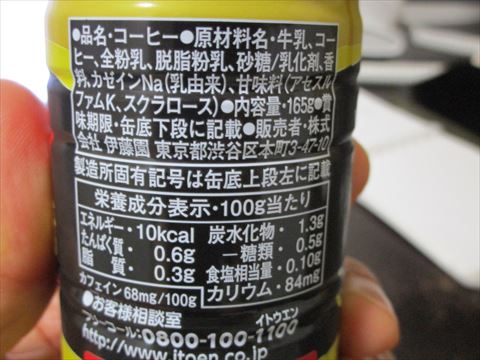 ●品名・コーヒー●原材料名・牛乳、コー
ヒー、全粉乳、脱脂粉乳、砂糖/乳化剤、香
料、カゼインNa(乳由来)、甘味料(アセスル
ファムK、スクラロース)●内容量・165g●賞
味期限・缶底下段に記載●販売者・株式
会社 伊藤園 東京都渋谷区本町3-47-10
製造所固有記号は缶底上段左に記載
栄養成分表示・100g当たり
エネルギー・10kcal 炭水化物・1.3g
たんぱく質・0.6g －糖類・0.5g
脂質・0.3g 食塩相当量・0.10g
カフェイン68mg/100g カリウム・84mg
●お客様相談室 イトウエン
フリーコール・0800-100-1100
http://www.itoen.co.jp